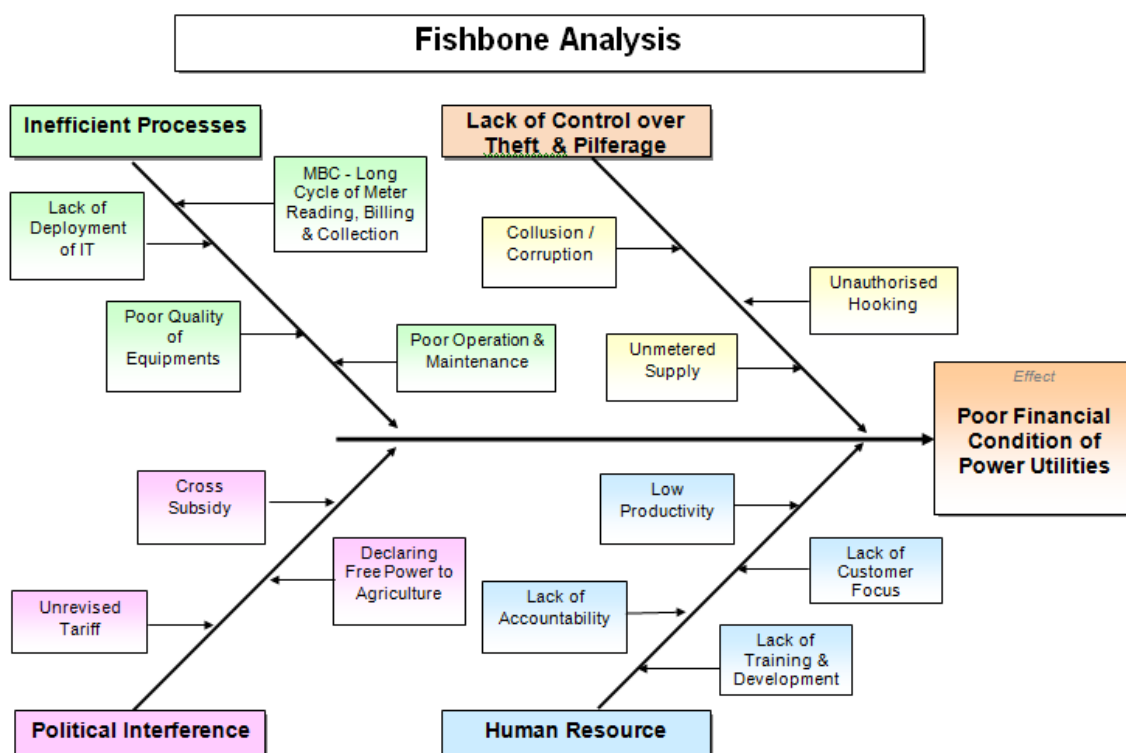 Fishbone Analysis
Inefficient Processes
Lack of Control over
Theft & Pilferage
MBC - Long
Cycle of Meter
Reading, Billing
& Collection
Lack of
Deployment
of IT
Collusion /
Corruption
Unauthorised
Hooking
Poor Quality
of
Equipments
Poor Operation &
Maintenance
Unmetered
Supply
Effect
Poor Financial
Condition of
Power Utilities
Cross
Subsidy
Low
Productivity
Declaring
Free Power to
Agriculture
Lack of
Customer
Focus
Unrevised
Tariff
Lack of
Accountability
Lack of
Training &
Development
Political Interference
Human Resource